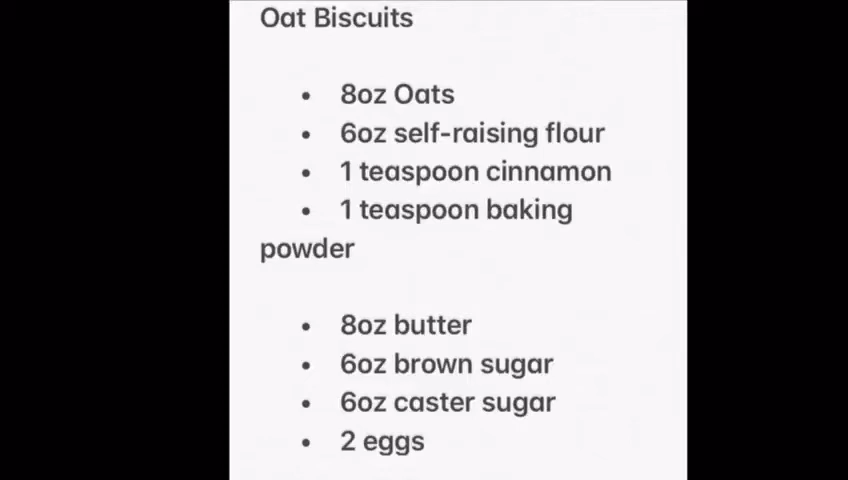 Oat Biscuits
• 8oz Oats
• 6oz self-raising flour
• 1 teaspoon cinnamon
• 1 teaspoon baking
powder
• 8oz butter
• 6oz brown sugar
• 6oz caster sugar
• 2 eggs